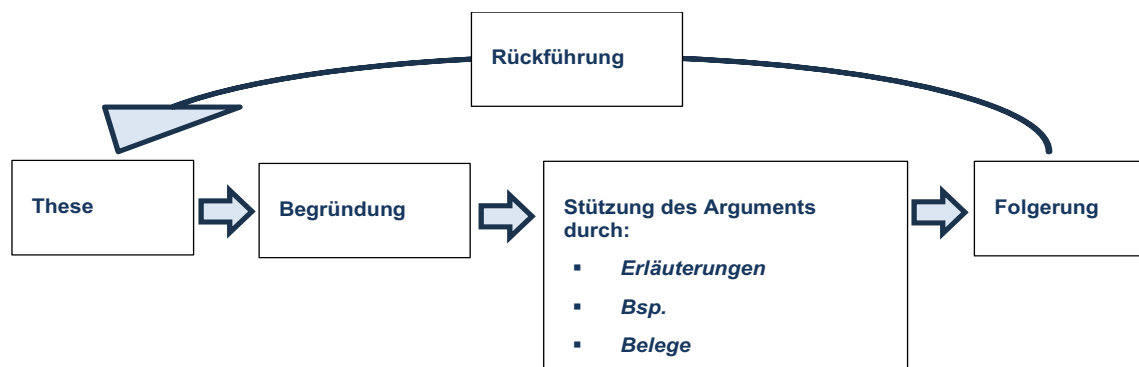 Rückführung
These
Begründung
Stützung des Arguments
durch:
▪ Erläuterungen
▪ Bsp.
▪ Belege
Folgerung